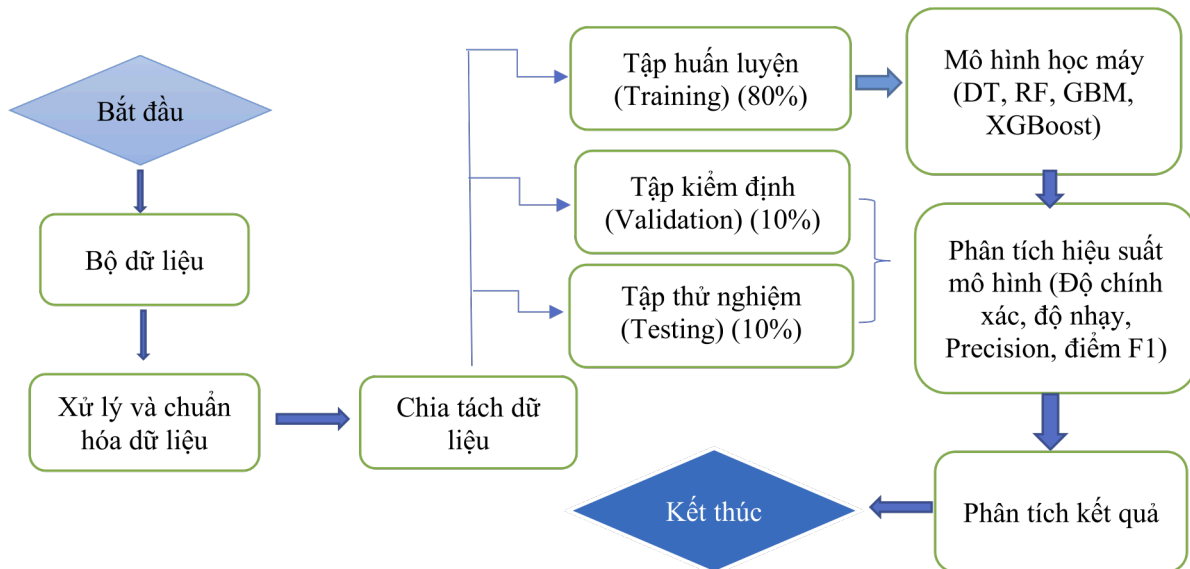 Bắt đầu
Bộ dữ liệu
Xử lý và chuẩn
hóa dữ liệu
Chia tách dữ
liệu
Tập huấn luyện
(Training) (80%)
Tập kiểm định
(Validation) (10%)
Tập thử nghiệm
(Testing) (10%)
Mô hình học máy
(DT, RF, GBM,
XGBoost)
Phân tích hiệu suất
mô hình (Độ chính
xác, độ nhạy,
Precision, điểm F1)
Phân tích kết quả
Kết thúc